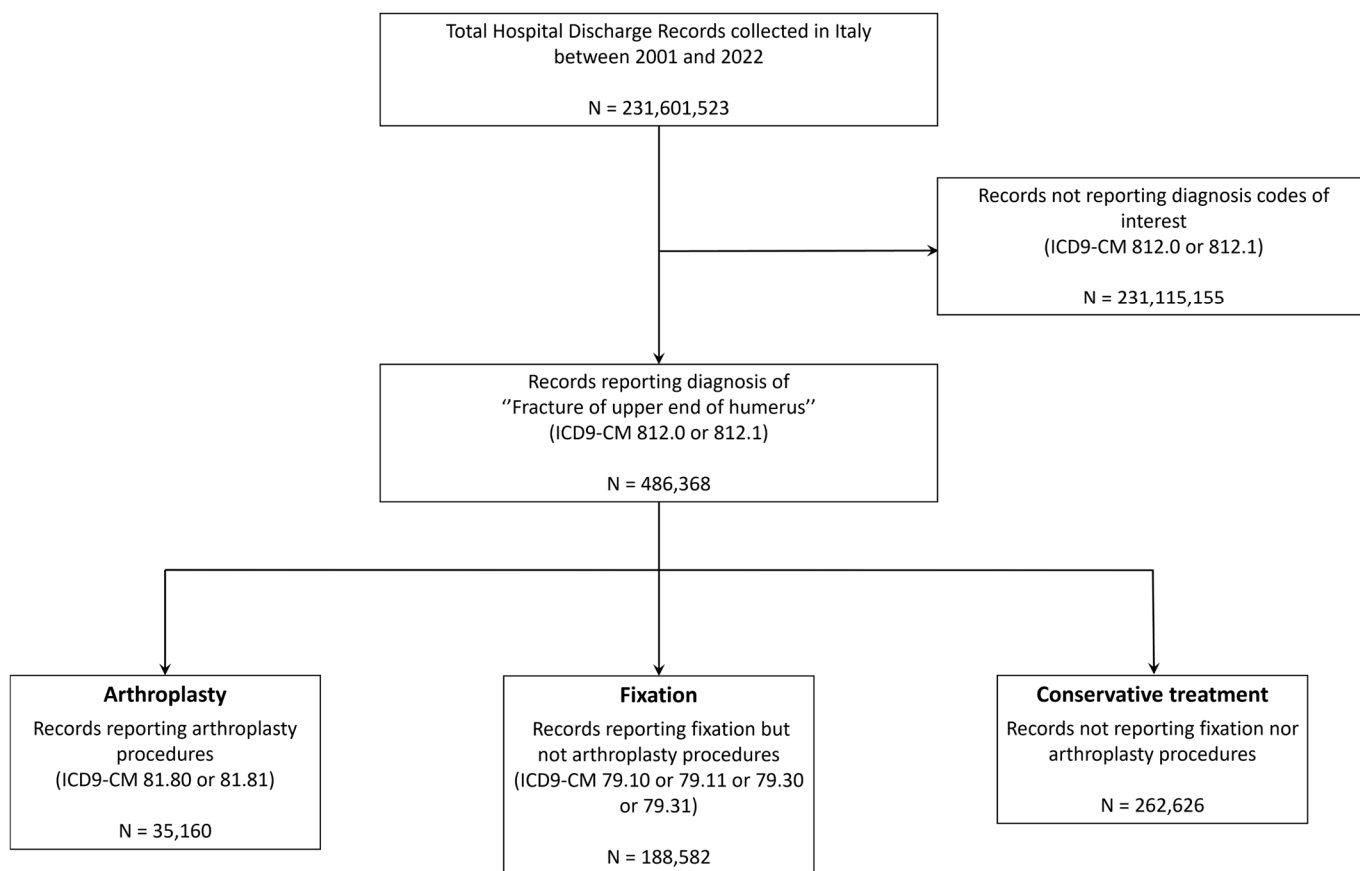 Total Hospital Discharge Records collected in Italy
between 2001 and 2022
N = 231,601,523
Records not reporting diagnosis codes of
interest
(ICD9-CM 812.0 or 812.1)
N = 231,115,155
Records reporting diagnosis of
‘’Fracture of upper end of humerus’’
(ICD9-CM 812.0 or 812.1)
N = 486,368
Arthroplasty
Records reporting arthroplasty
procedures
(ICD9-CM 81.80 or 81.81)
N = 35,160
Fixation
Records reporting fixation but
not arthroplasty procedures
(ICD9-CM 79.10 or 79.11 or 79.30
or 79.31)
N = 188,582
Conservative treatment
Records not reporting fixation nor
arthroplasty procedures
N = 262,626